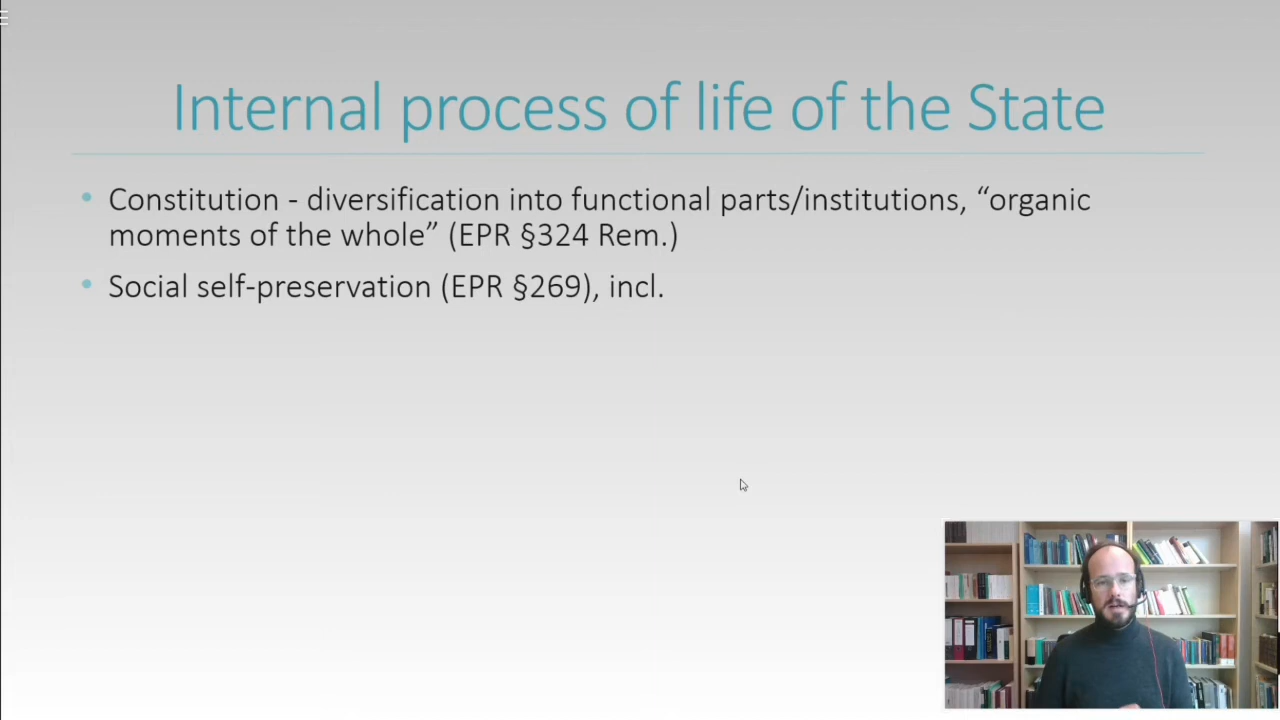 Internal process of life of the State
• Constitution - diversification into functional parts/institutions, “organic
moments of the whole” (EPR §324 Rem.)
• Social self-preservation (EPR §269), incl.